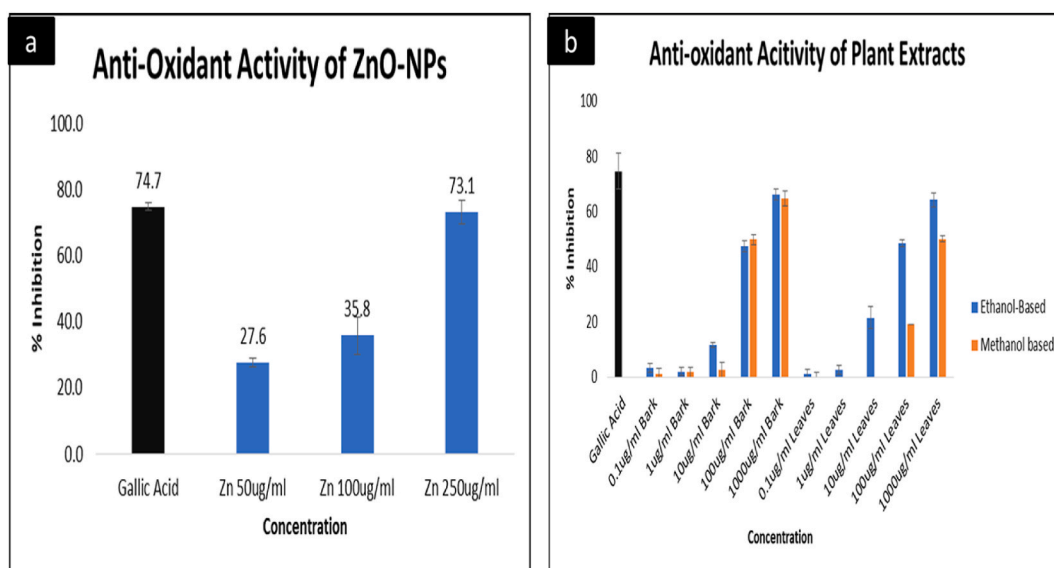 a
Anti-Oxidant Activity of ZnO-NPs
100.0
80.0
60.0
40.0
20.0
0.0
% Inhibition
74.7
27.6
35.8
73.1
Gallic Acid
Zn 50ug/ml
Zn 100ug/ml
Zn 250ug/ml
Concentration
b
Anti-oxidant Acitivity of Plant Extracts
100
80
60
40
20
0
% Inhibition
Ethanol-Based
Methanol based
Gallic Acid
0.1ug/ml Bark
1ug/ml Bark
10ug/ml Bark
100ug/ml Bark
1000ug/ml Bark
0.1ug/ml Leaves
1ug/ml Leaves
10ug/ml Leaves
100ug/ml Leaves
1000ug/ml Leaves
Concentration